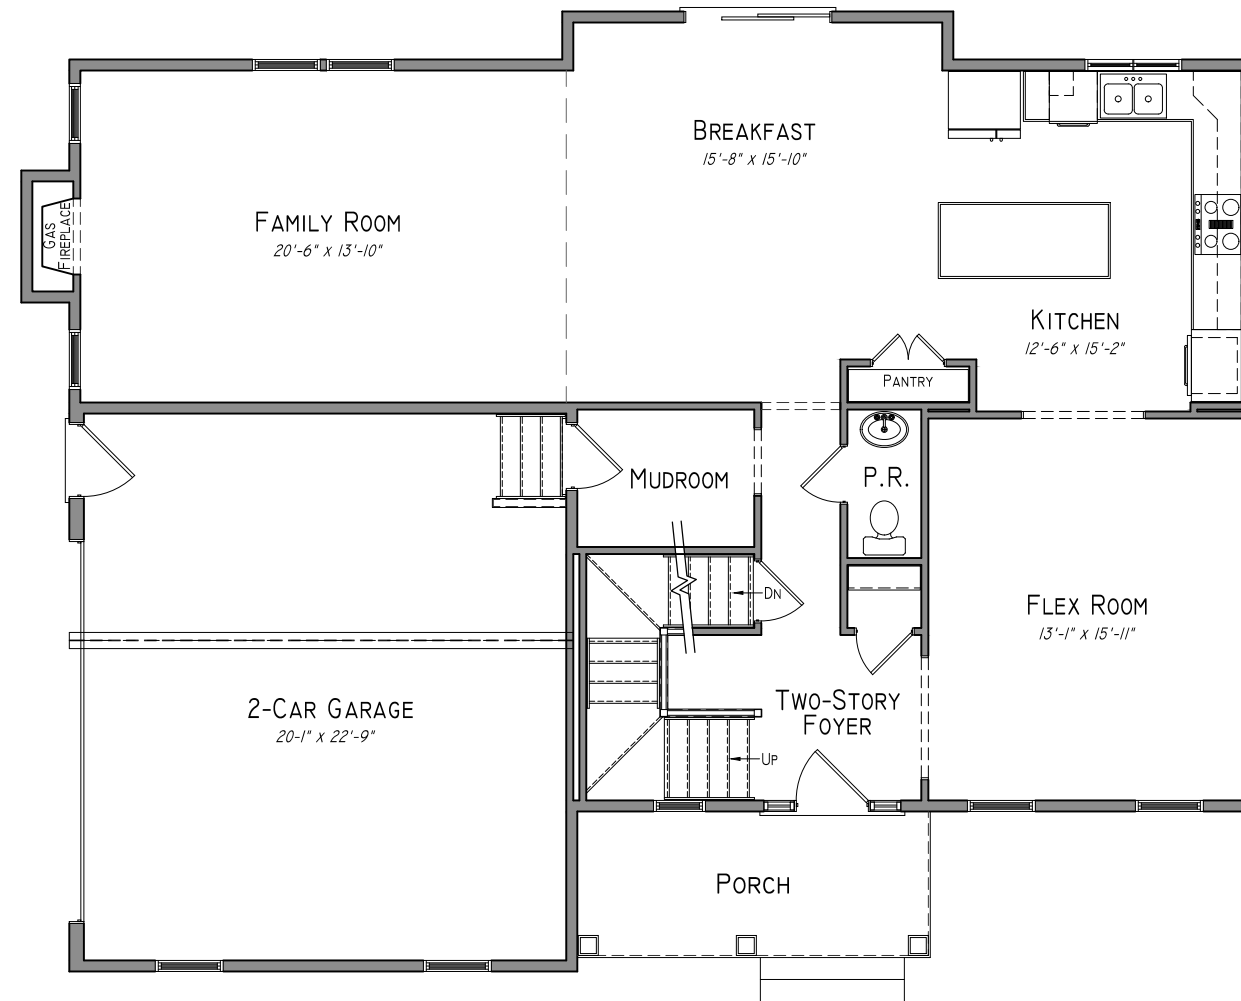 BREAKFAST
15'-8" X 15'-10"
FAMILY ROOM
20'-6" X 13'-10"
GAS
FIREPLACE
KITCHEN
12'-6" X 15'-2"
PANTRY
MUDROOM
P.R.
DN
FLEX ROOM
13'-1" X 15'-11"
2-CAR GARAGE
20-1" X 22'-9"
TWO-STORY
FOYER
UP
PORCH